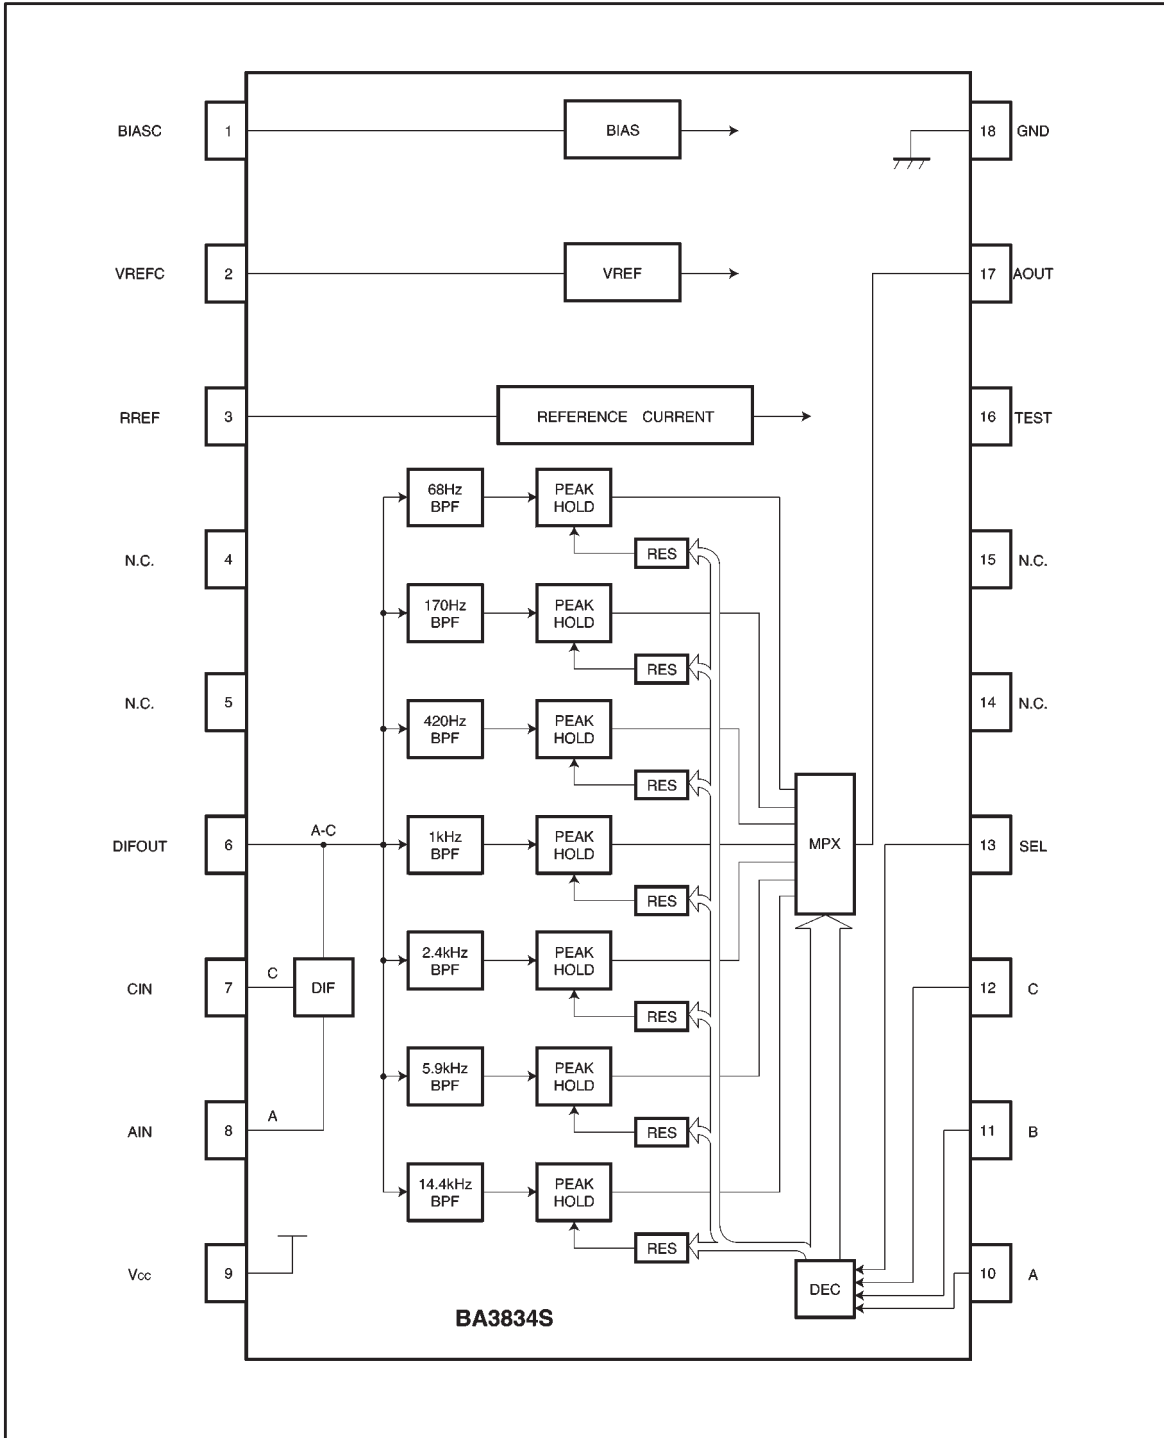 BIASC 1 BIAS 18 GND
VREFC 2 VREF 17 AOUT
RREF 3 REFERENCE CURRENT 16 TEST
68Hz BPF PEAK HOLD
RES
N.C. 4 15 N.C.
170Hz BPF PEAK HOLD
RES
N.C. 5 14 N.C.
420Hz BPF PEAK HOLD
RES
DIFOUT 6 A-C 1kHz BPF PEAK HOLD MPX 13 SEL
RES
2.4kHz BPF PEAK HOLD
CIN 7 C DIF 12 C
RES
5.9kHz BPF PEAK HOLD
AIN 8 A RES 11 B
14.4kHz BPF PEAK HOLD
RES
Vcc 9 DEC 10 A
BA3834S